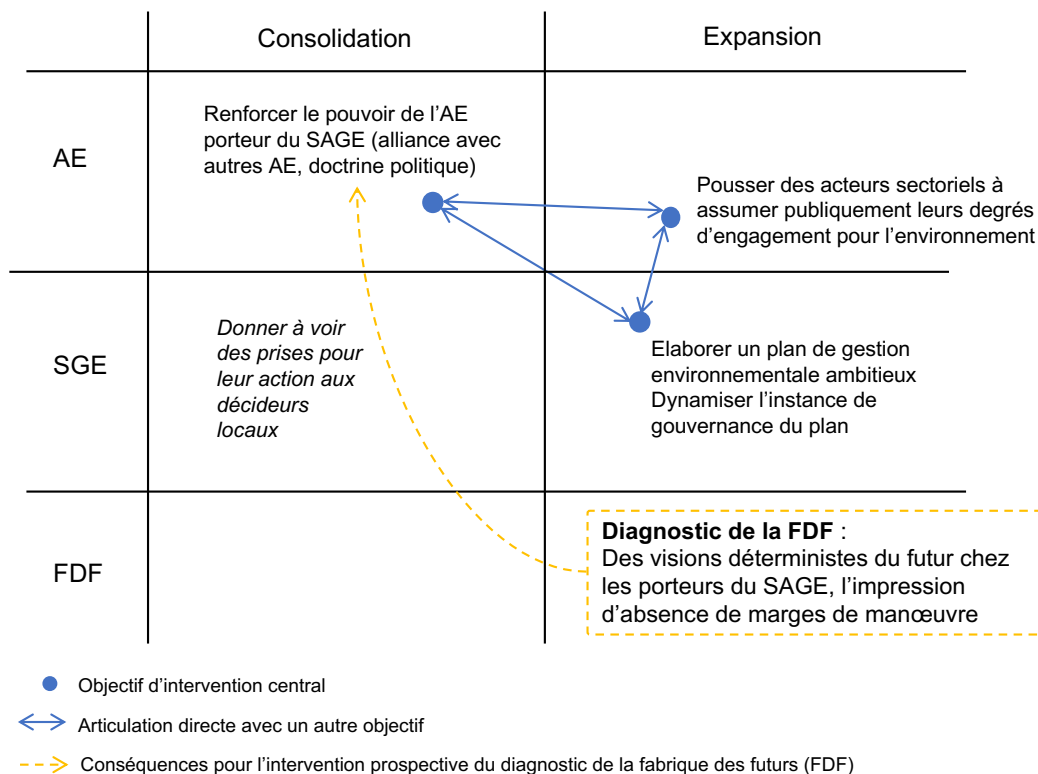 Consolidation
Expansion
AE
Renforcer le pouvoir de l'AE
porteur du SAGE (alliance avec
autres AE, doctrine politique)
Pousser des acteurs sectoriels à
assumer publiquement leurs degrés
d'engagement pour l'environnement
SGE
Donner à voir
des prises pour
leur action aux
décideurs
locaux
Elaborer un plan de gestion
environnementale ambitieux
Dynamiser l'instance de
gouvernance du plan
FDF
Diagnostic de la FDF :
Des visions déterministes du futur chez
les porteurs du SAGE, l'impression
d'absence de marges de manœuvre
Objectif d'intervention central
Articulation directe avec un autre objectif
Conséquences pour l'intervention prospective du diagnostic de la fabrique des futurs (FDF)